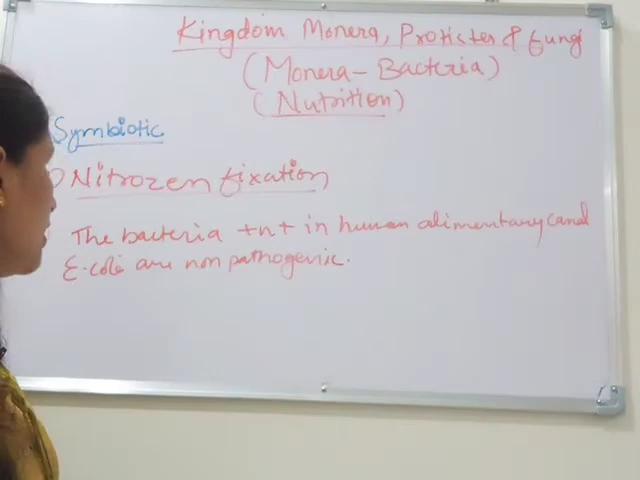 Kingdom Monera, Protister & fungi
(Monera - Bacteria)
(Nutrition)
Symbiotic
Nitrozen fixation
The bacteria +n+ in human alimentary canal
E.coli are non pathogenic.